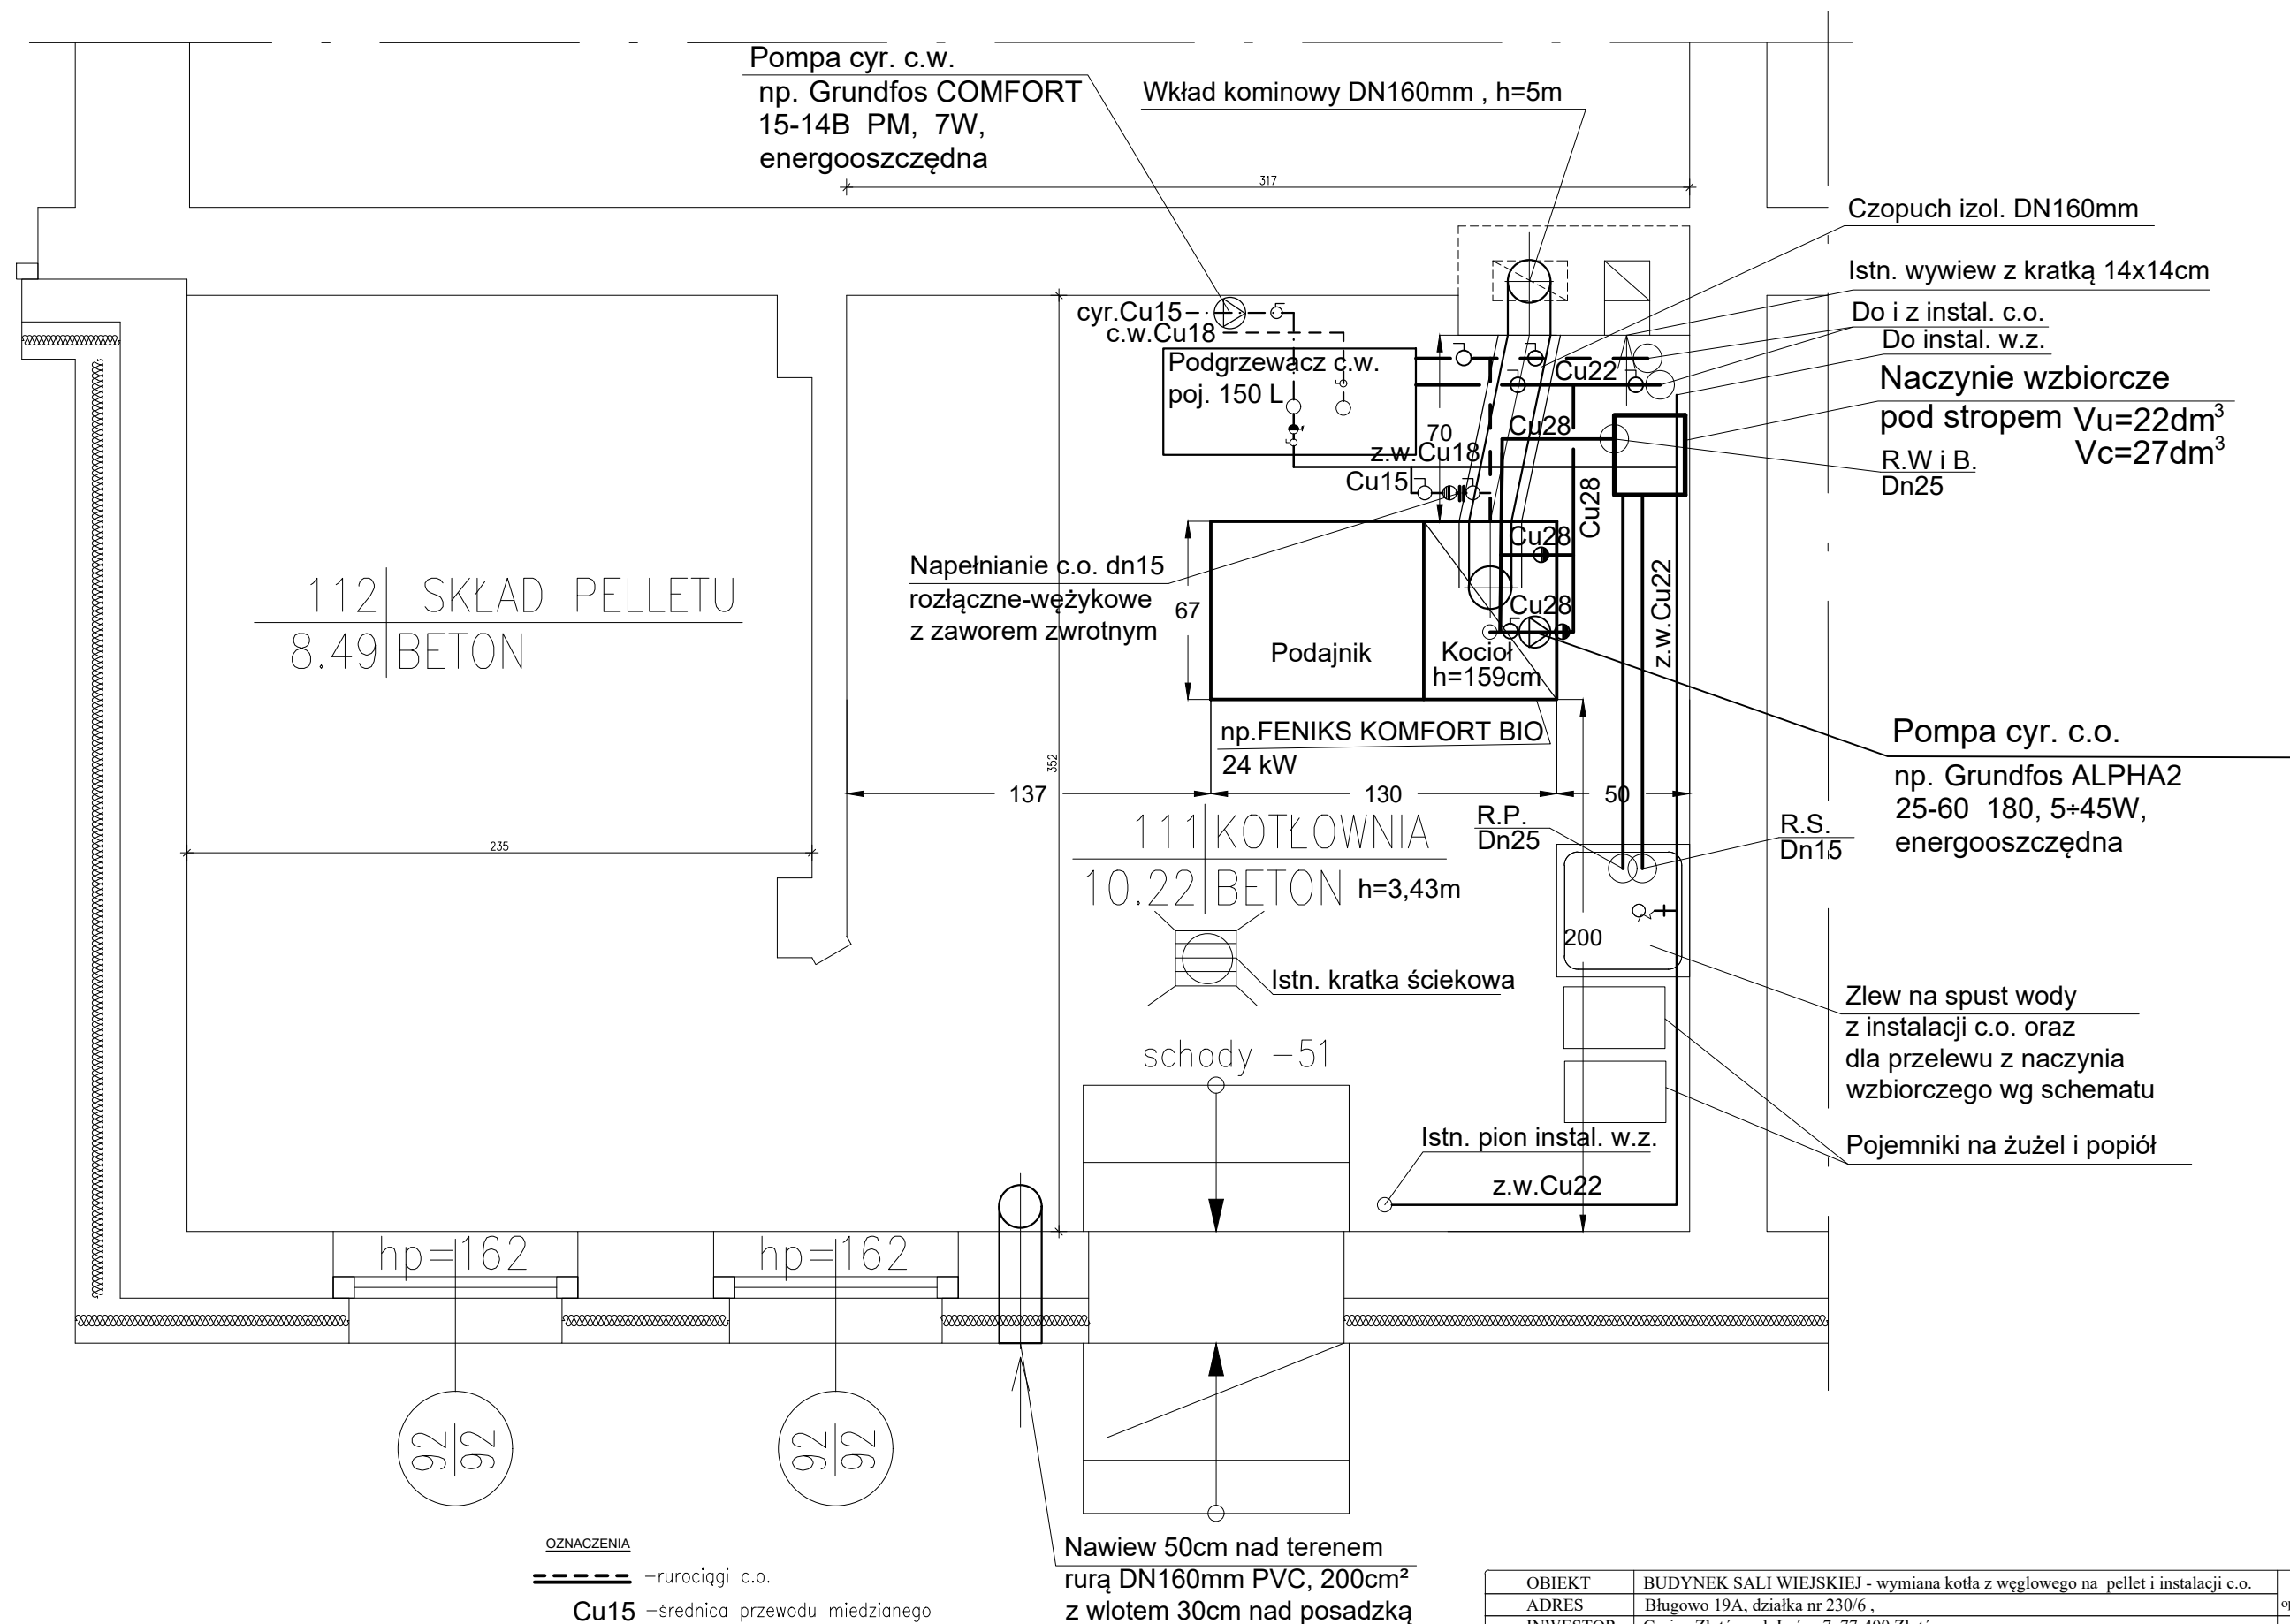 Pompa cyr. c.w.
np. Grundfos COMFORT
15-14B PM, 7W,
energooszczędna
Wkład kominowy DN160mm , h=5m
317
Czopuch izol. DN160mm
Istn. wywiew z kratką 14x14cm
Do i z instal. c.o.
Do instal. w.z.
Naczynie wzbiorcze
pod stropem Vu=22dm³
Vc=27dm³
R.W i B.
Dn25
cyr.Cu15
c.w.Cu18
Podgrzewacz c.w.
poj. 150 L
Cu22
Cu28
70
z.w.Cu18
Cu15
Cu28
Cu28
Cu28
z.w.Cu22
Napełnianie c.o. dn15
rozłączne-wężykowe
z zaworem zwrotnym
67
Podajnik
Kocioł
h=159cm
np.FENIKS KOMFORT BIO
24 kW
112 SKŁAD PELLETU
8.49 BETON
352
137
130
50
235
Pompa cyr. c.o.
np. Grundfos ALPHA2
25-60 180, 5÷45W,
energooszczędna
111 KOTŁOWNIA
10.22 BETON h=3,43m
R.P.
Dn25
R.S.
Dn15
200
Istn. kratka ściekowa
Zlew na spust wody
z instalacji c.o. oraz
dla przelewu z naczynia
wzbiorczego wg schematu
schody -51
Istn. pion instal. w.z.
z.w.Cu22
Pojemniki na żużel i popiół
hp=162
hp=162
92
92
92
92
OZNACZENIA
-rurociągi c.o.
Cu15 -średnica przewodu miedzianego
Nawiew 50cm nad terenem
rurą DN160mm PVC, 200cm²
z wlotem 30cm nad posadzką
OBIEKT BUDYNEK SALI WIEJSKIEJ - wymiana kotła z węglowego na pellet i instalacji c.o.
ADRES Bługowo 19A, działka nr 230/6 ,